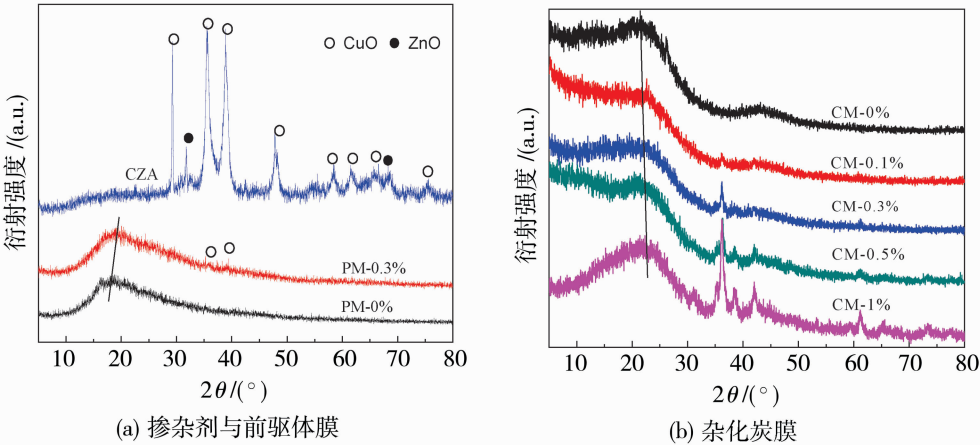 ○ CuO ● ZnO
CZA
PM-0.3%
PM-0%
衍射强度/(a.u.)
10 20 30 40 50 60 70 80
2θ/(°)
(a) 掺杂剂与前驱体膜
CM-0%
CM-0.1%
CM-0.3%
CM-0.5%
CM-1%
衍射强度/(a.u.)
10 20 30 40 50 60 70 80
2θ/(°)
(b) 杂化炭膜